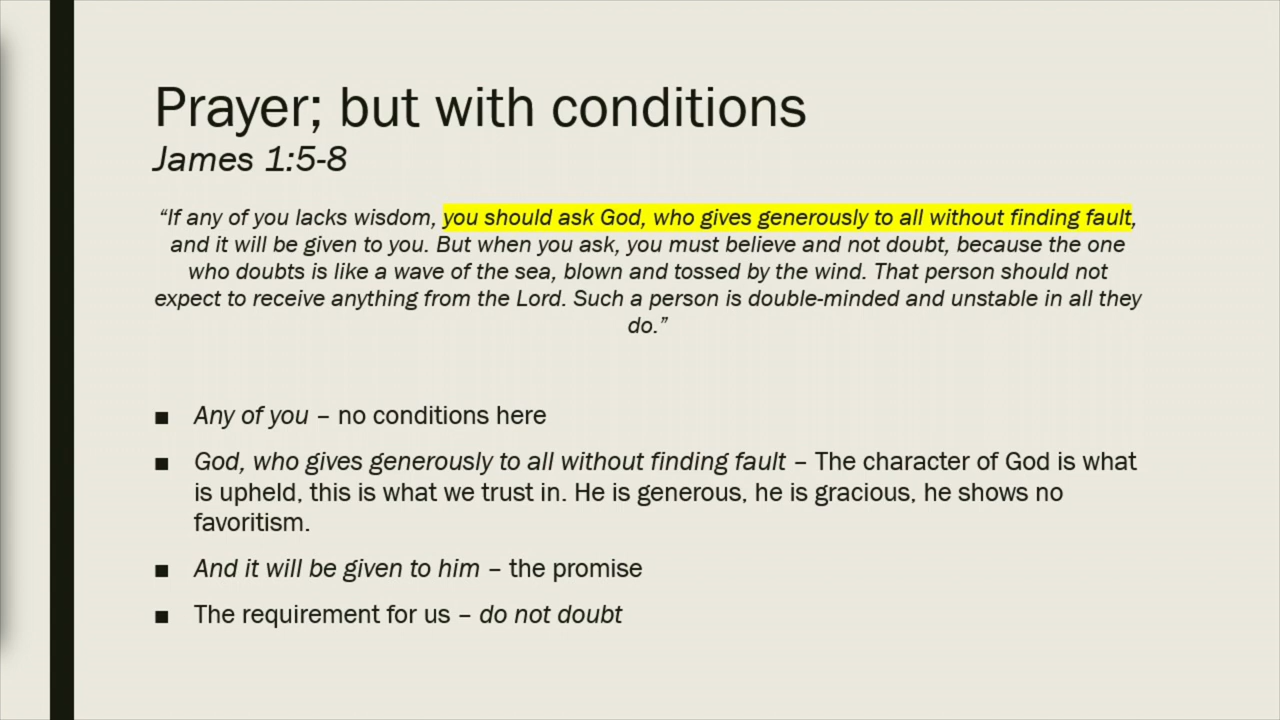 Prayer; but with conditions
James 1:5-8
“If any of you lacks wisdom, you should ask God, who gives generously to all without finding fault,
and it will be given to you. But when you ask, you must believe and not doubt, because the one
who doubts is like a wave of the sea, blown and tossed by the wind. That person should not
expect to receive anything from the Lord. Such a person is double-minded and unstable in all they
do.”
■ Any of you – no conditions here
■ God, who gives generously to all without finding fault – The character of God is what
is upheld, this is what we trust in. He is generous, he is gracious, he shows no
favoritism.
■ And it will be given to him – the promise
■ The requirement for us – do not doubt